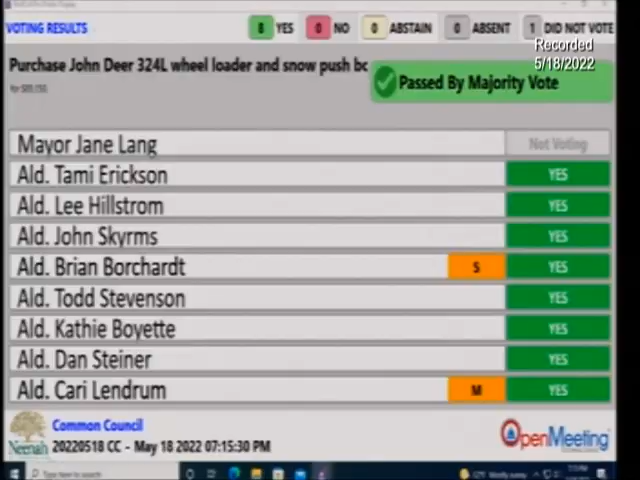 VOTING RESULTS
8 YES
0 NO
0 ABSTAIN
0 ABSENT
1 DID NOT VOTE
Recorded
5/18/2022
Purchase John Deer 324L wheel loader and snow push bo
Passed By Majority Vote
Mayor Jane Lang Not Voting
Ald. Tami Erickson YES
Ald. Lee Hillstrom YES
Ald. John Skyrms YES
Ald. Brian Borchardt S YES
Ald. Todd Stevenson YES
Ald. Kathie Boyette YES
Ald. Dan Steiner YES
Ald. Cari Lendrum M YES
Neenah
Common Council
20220518 CC - May 18 2022 07:15:30 PM
OpenMeeting
Type here to search